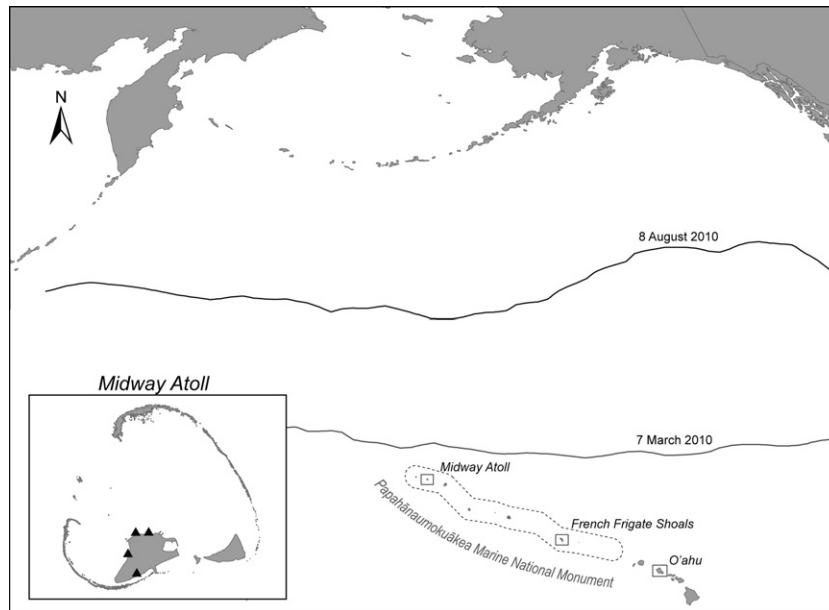 N
8 August 2010
Midway Atoll
7 March 2010
Midway Atoll
French Frigate Shoals
O'ahu
Papahānaumokuākea Marine National Monument